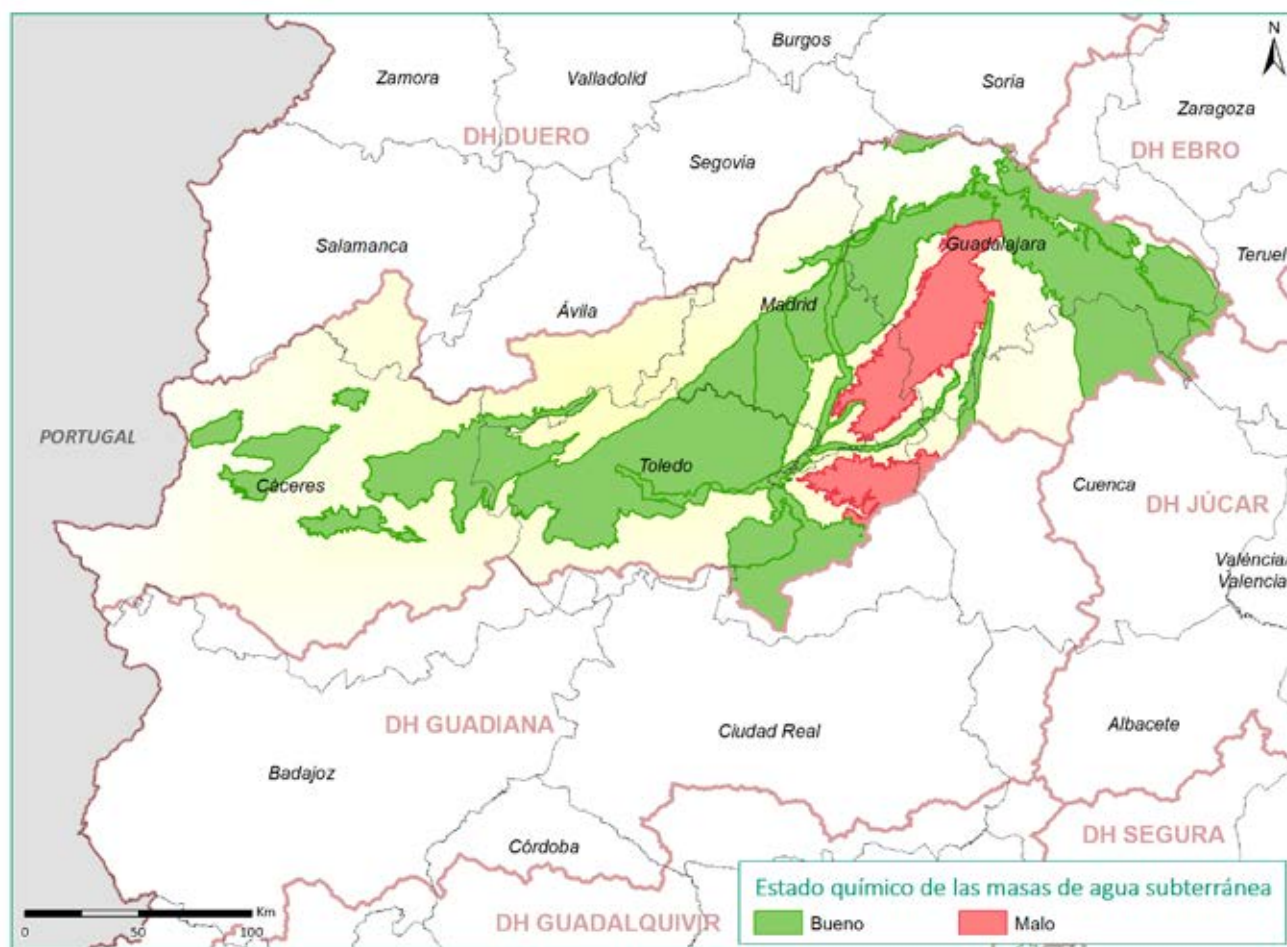 Burgos
N
Zamora
Valladolid
Soria
Zaragoza
DH DUERO
DH EBRO
Segovia
Salamanca
Guadalajara
Teruel
Ávila
Madrid
PORTUGAL
Toledo
Cáceres
Cuenca
DH JÚCAR
València/
Valencia
DH GUADIANA
Ciudad Real
Albacete
Badajoz
DH SEGURA
Córdoba
Estado químico de las masas de agua subterránea
Bueno
Malo
Km
0
50
100
DH GUADALQUIVIR